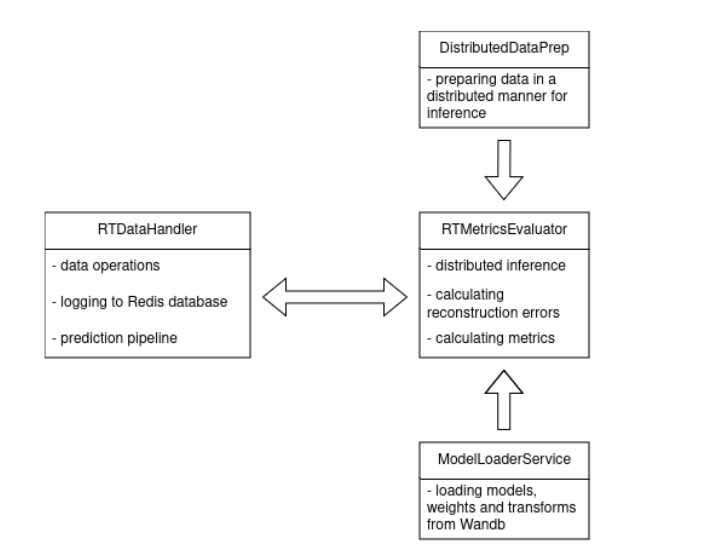 DistributedDataPrep
- preparing data in a
distributed manner for
inference
RTDataHandler
- data operations
- logging to Redis database
- prediction pipeline
RTMetricsEvaluator
- distributed inference
- calculating
reconstruction errors
- calculating metrics
ModelLoaderService
- loading models,
weights and transforms
from Wandb